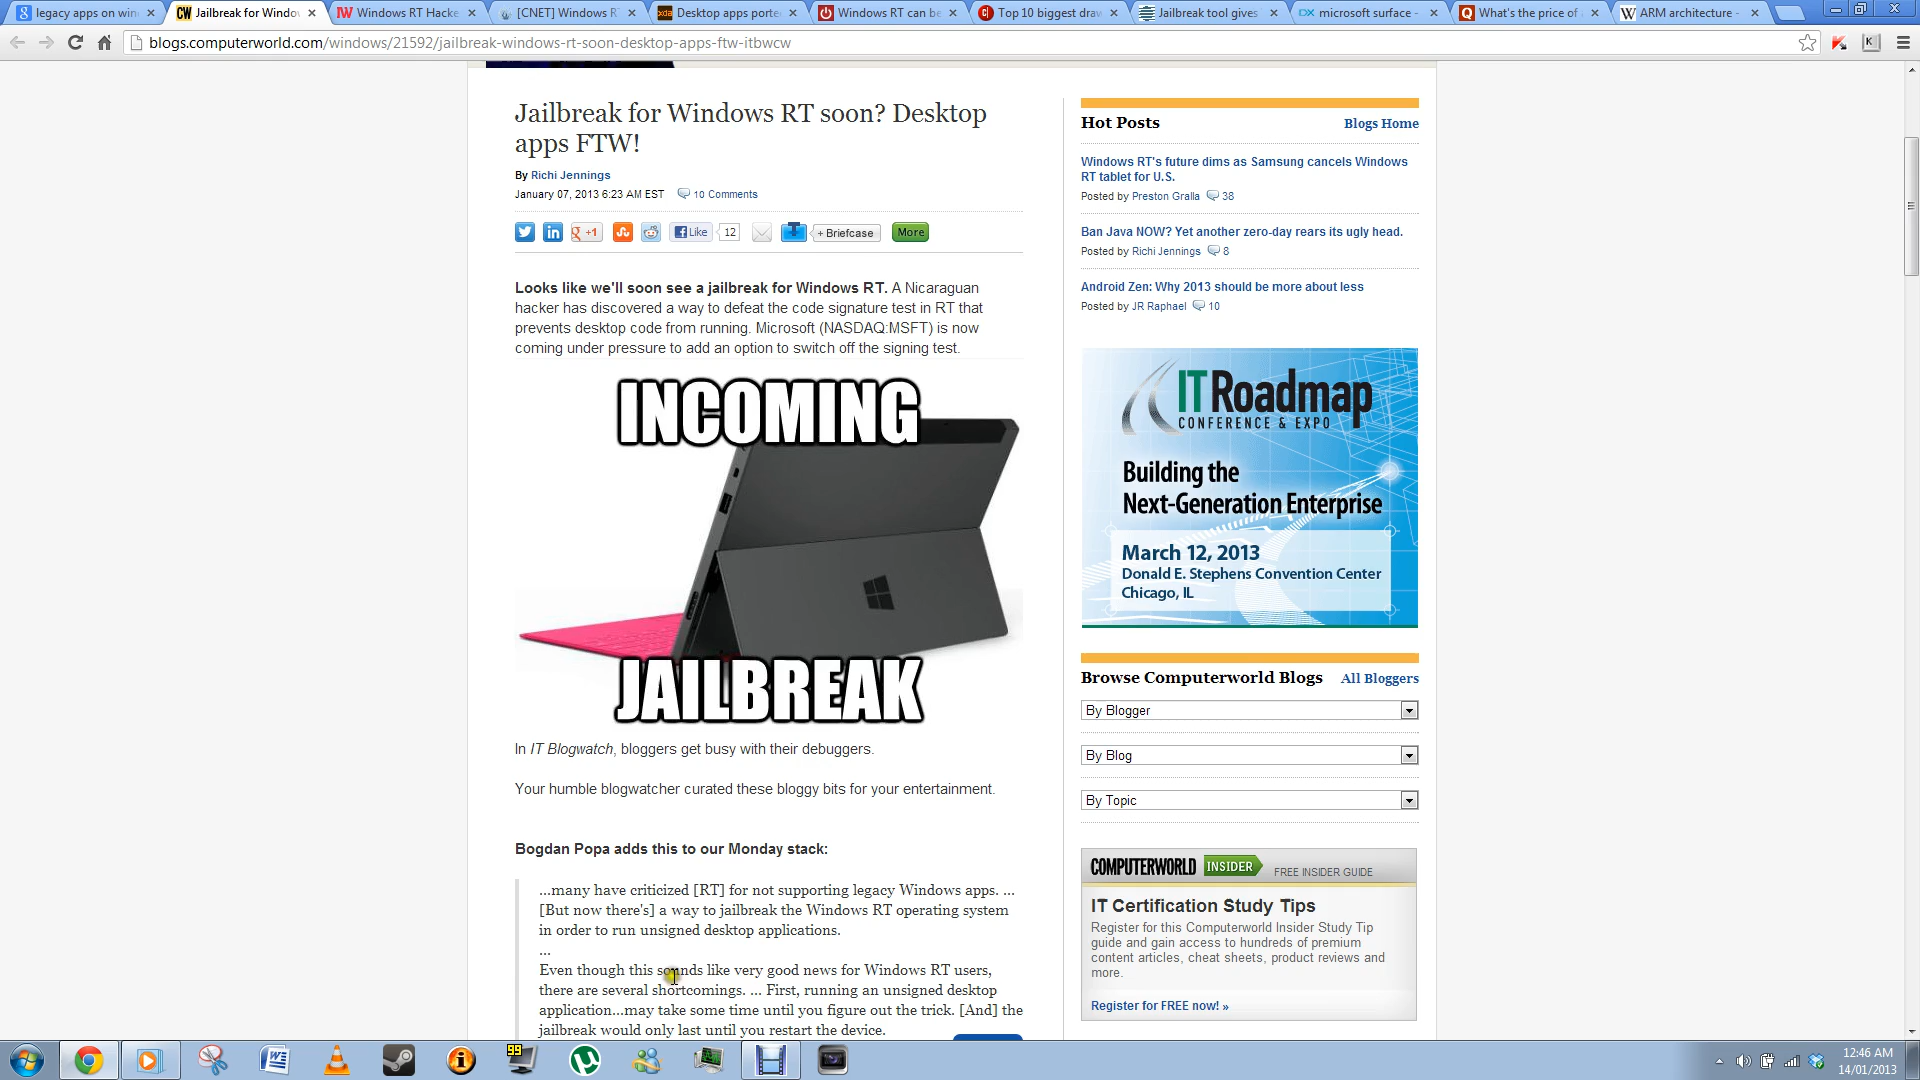 legacy apps on win
Jailbreak for Windo
Windows RT Hacke
[CNET] Windows R
Desktop apps porte
Windows RT can be
Top 10 biggest draw
Jailbreak tool gives
microsoft surface -
What's the price of
ARM architecture -
blogs.computerworld.com/windows/21592/jailbreak-windows-rt-soon-desktop-apps-ftw-itbwcw
Jailbreak for Windows RT soon? Desktop
apps FTW!
By Richi Jennings
January 07, 2013 6:23 AM EST 10 Comments
+1 Like 12 + Briefcase More
Looks like we'll soon see a jailbreak for Windows RT. A Nicaraguan
hacker has discovered a way to defeat the code signature test in RT that
prevents desktop code from running. Microsoft (NASDAQ:MSFT) is now
coming under pressure to add an option to switch off the signing test.
INCOMING
JAILBREAK
In IT Blogwatch, bloggers get busy with their debuggers.
Your humble blogwatcher curated these bloggy bits for your entertainment.
Bogdan Popa adds this to our Monday stack:
...many have criticized [RT] for not supporting legacy Windows apps. ...
[But now there's] a way to jailbreak the Windows RT operating system
in order to run unsigned desktop applications.
...
Even though this sounds like very good news for Windows RT users,
there are several shortcomings. ... First, running an unsigned desktop
application...may take some time until you figure out the trick. [And] the
jailbreak would only last until you restart the device.
Hot Posts Blogs Home
Windows RT's future dims as Samsung cancels Windows
RT tablet for U.S.
Posted by Preston Gralla 38
Ban Java NOW? Yet another zero-day rears its ugly head.
Posted by Richi Jennings 8
Android Zen: Why 2013 should be more about less
Posted by JR Raphael 10
IT Roadmap
CONFERENCE & EXPO
Building the
Next-Generation Enterprise
March 12, 2013
Donald E. Stephens Convention Center
Chicago, IL
Browse Computerworld Blogs All Bloggers
By Blogger
By Blog
By Topic
COMPUTERWORLD INSIDER FREE INSIDER GUIDE
IT Certification Study Tips
Register for this Computerworld Insider Study Tip
guide and gain access to hundreds of premium
content articles, cheat sheets, product reviews and
more.
Register for FREE now! »
99
12:46 AM
14/01/2013